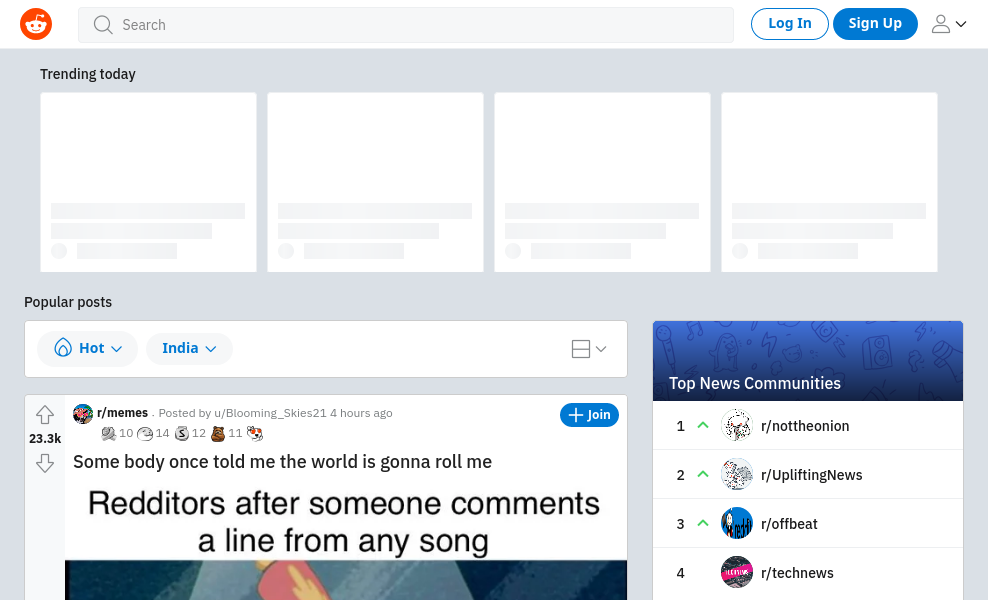 Search
Log In
Sign Up
Trending today
Popular posts
Hot
India
23.3k
r/memes . Posted by u/Blooming_Skies21 4 hours ago
Join
10 14 S 12 11
Some body once told me the world is gonna roll me
Redditors after someone comments
a line from any song
Top News Communities
1 r/nottheonion
2 r/UpliftingNews
3 r/offbeat
4 r/technews